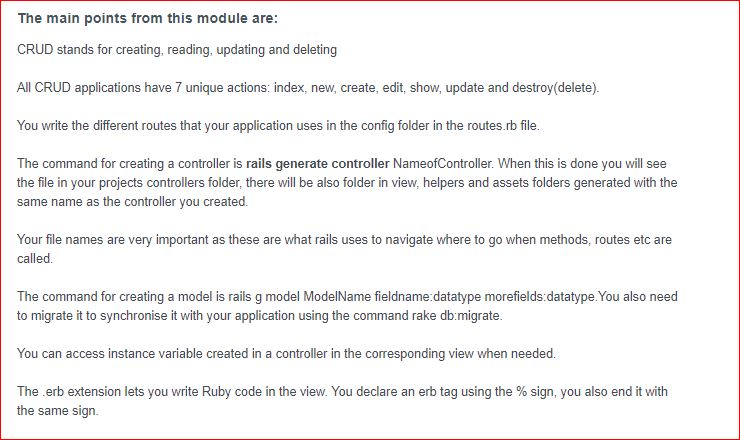 The main points from this module are:
CRUD stands for creating, reading, updating and deleting
All CRUD applications have 7 unique actions: index, new, create, edit, show, update and destroy(delete).
You write the different routes that your application uses in the config folder in the routes.rb file.
The command for creating a controller is rails generate controller NameofController. When this is done you will see
the file in your projects controllers folder, there will be also folder in view, helpers and assets folders generated with the
same name as the controller you created.
Your file names are very important as these are what rails uses to navigate where to go when methods, routes etc are
called.
The command for creating a model is rails g model ModelName fieldname:datatype morefields:datatype.You also need
to migrate it to synchronise it with your application using the command rake db:migrate.
You can access instance variable created in a controller in the corresponding view when needed.
The .erb extension lets you write Ruby code in the view. You declare an erb tag using the % sign, you also end it with
the same sign.